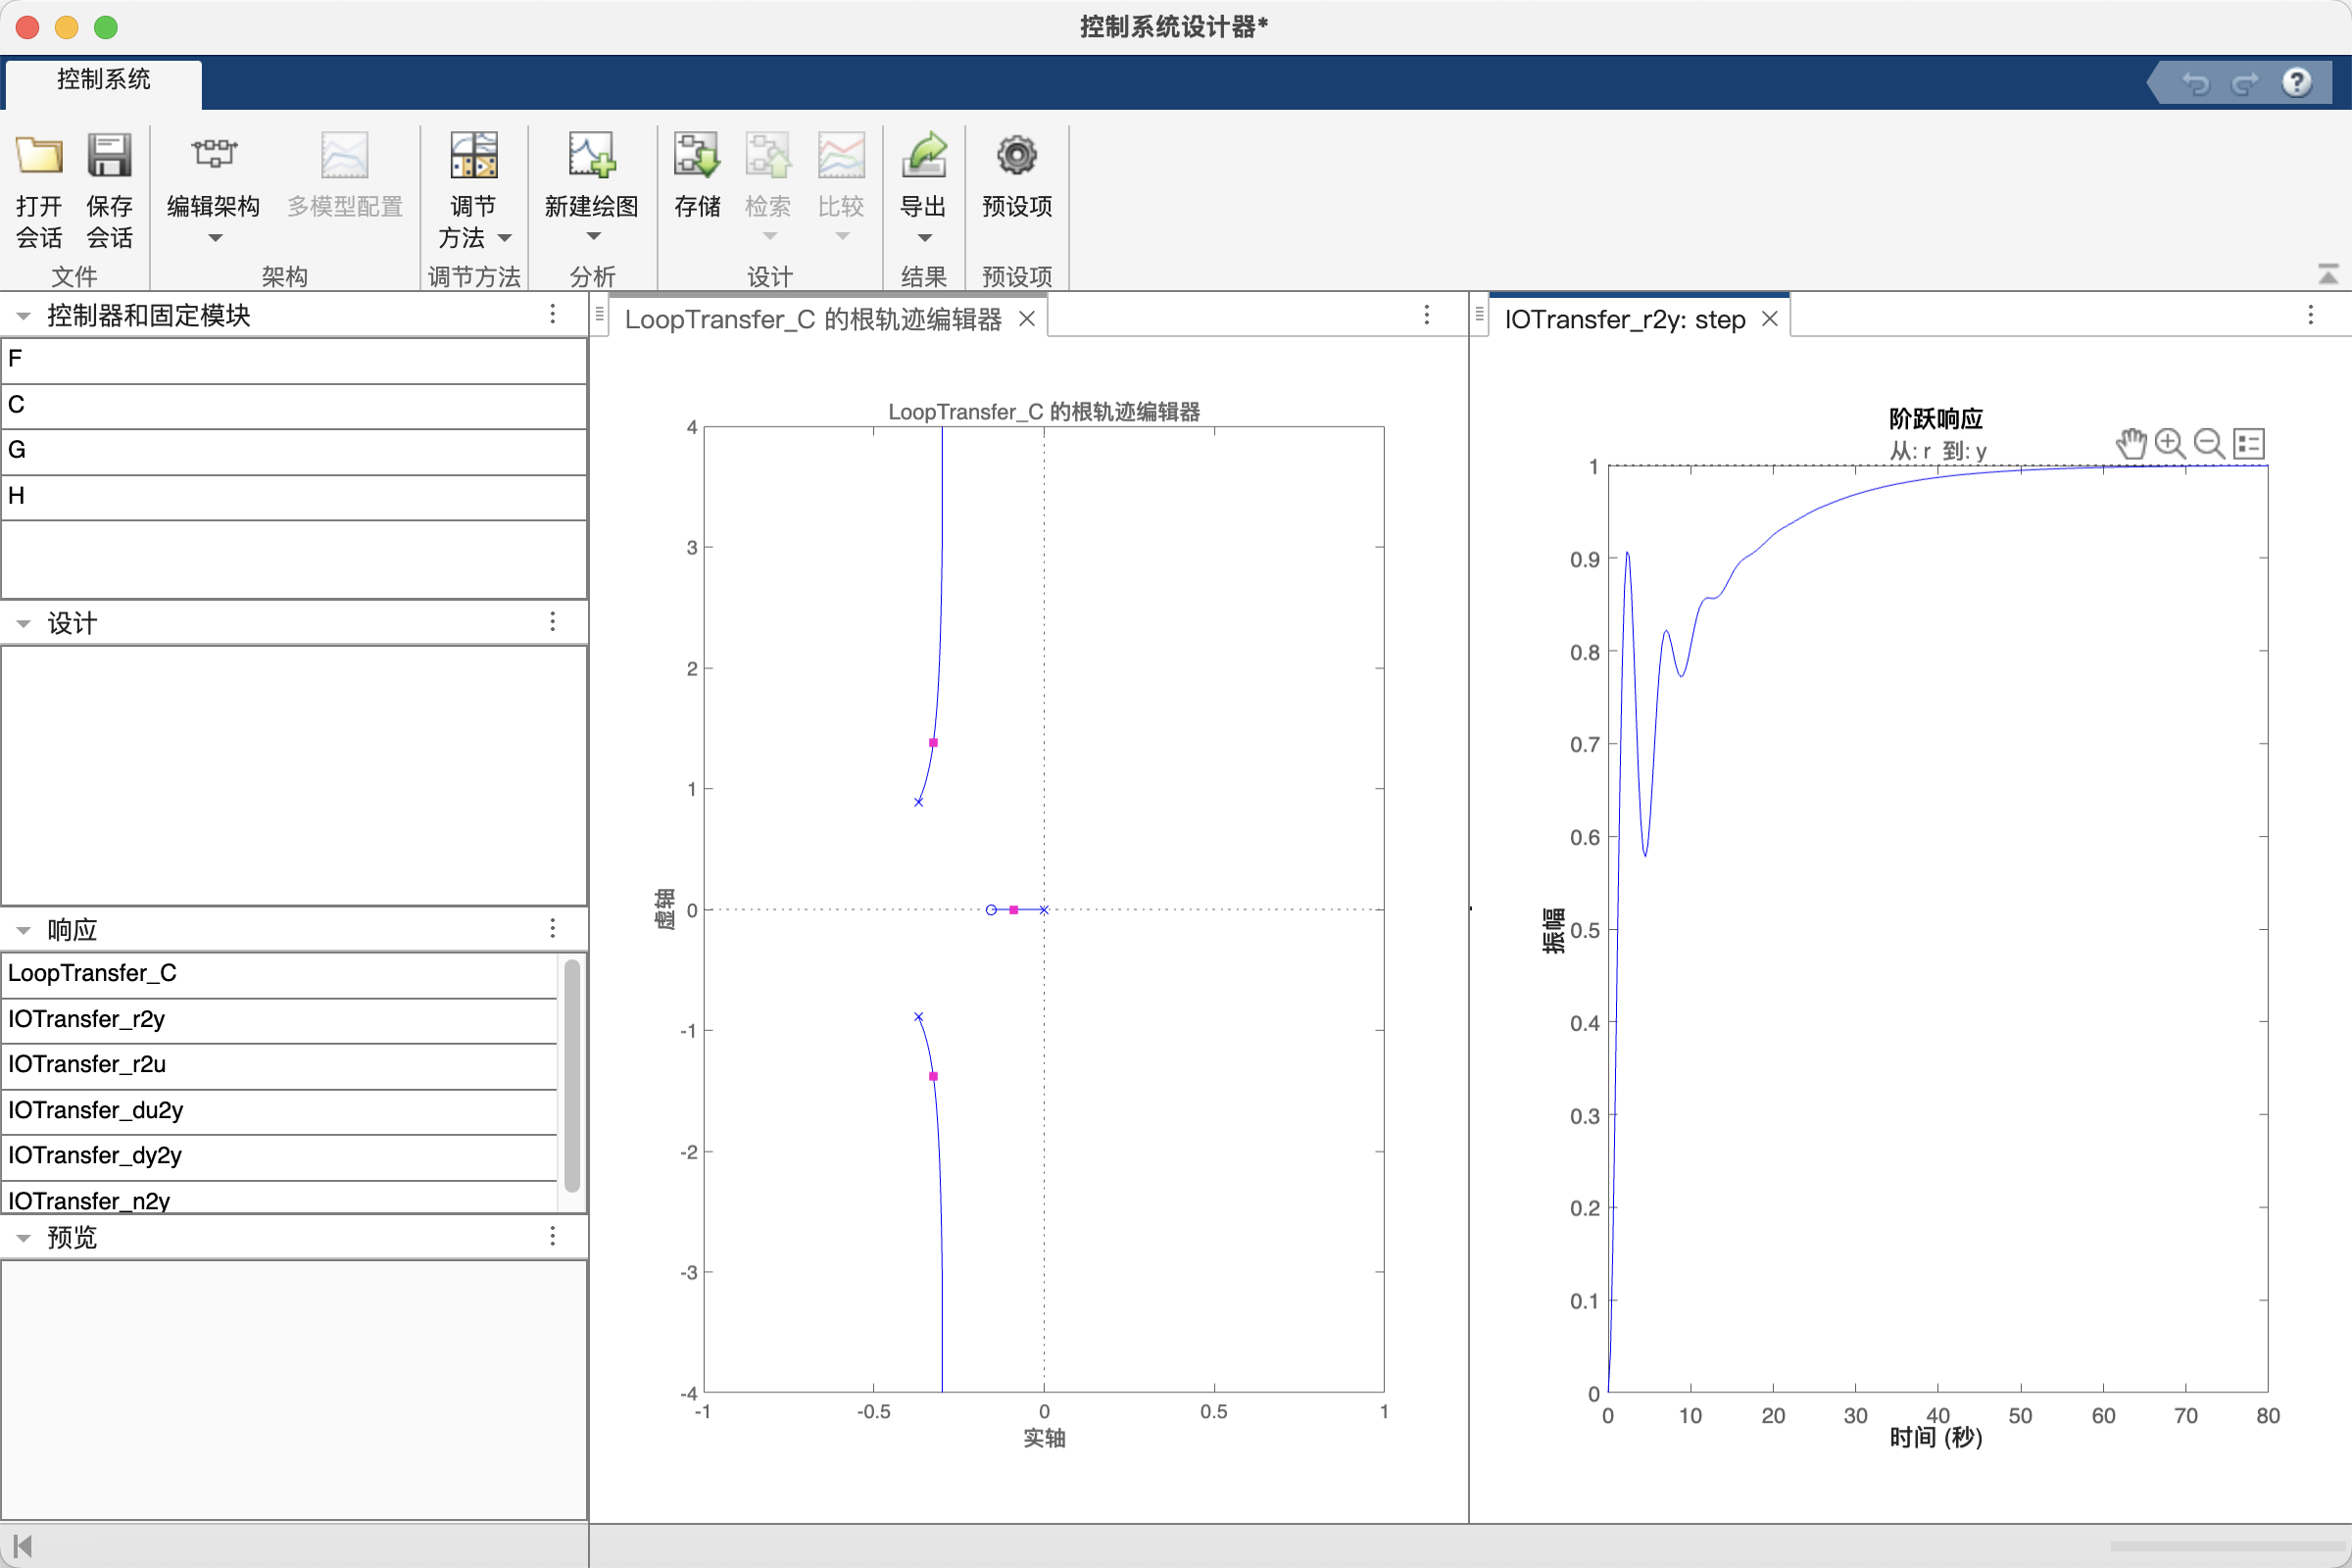 控制系统设计器*
控制系统
打开
会话
保存
会话
编辑架构
多模型配置
调节
方法
新建绘图
存储
检索
比较
导出
预设项
文件
架构
调节方法
分析
设计
结果
预设项
控制器和固定模块
F
C
G
H
设计
响应
LoopTransfer_C
IOTransfer_r2y
IOTransfer_r2u
IOTransfer_du2y
IOTransfer_dy2y
IOTransfer_n2y
预览
LoopTransfer_C 的根轨迹编辑器
LoopTransfer_C 的根轨迹编辑器
4
3
2
1
0
-1
-2
-3
-4
虚轴
-1
-0.5
0
0.5
1
实轴
IOTransfer_r2y: step
阶跃响应
从: r 到: y
1
0.9
0.8
0.7
0.6
0.5
0.4
0.3
0.2
0.1
0
振幅
0
10
20
30
40
50
60
70
80
时间 (秒)